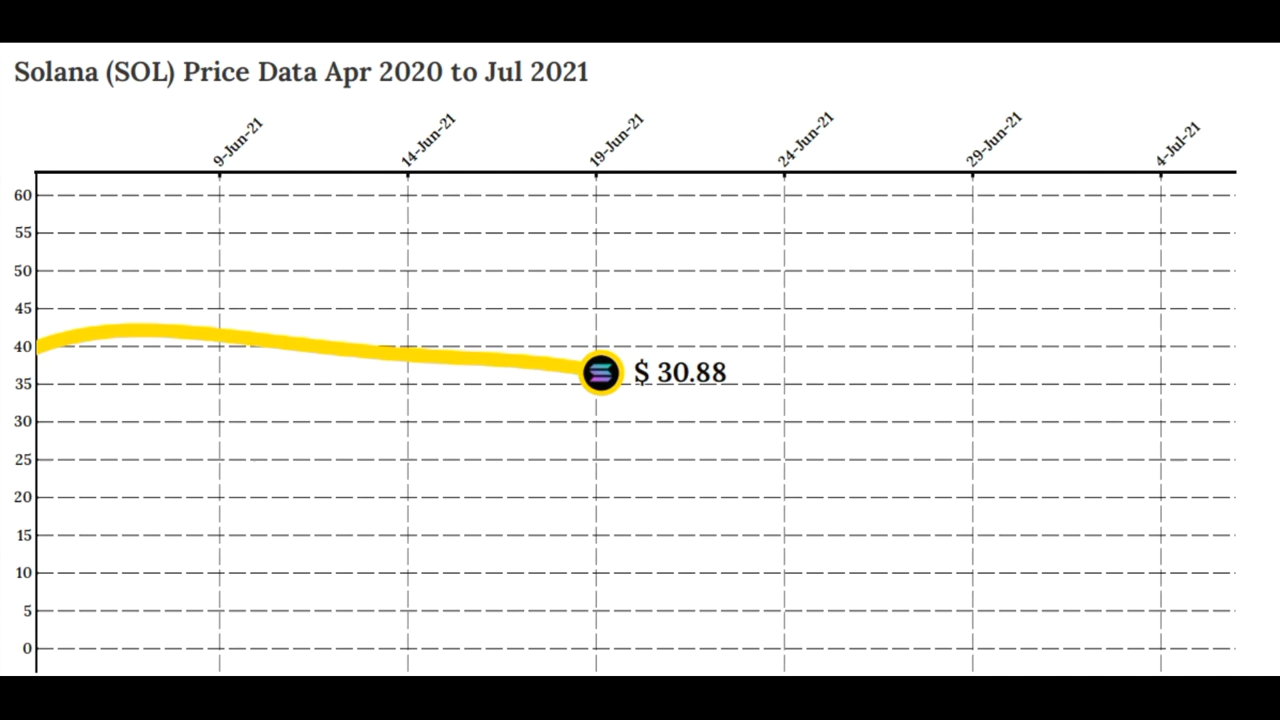 Solana (SOL) Price Data Apr 2020 to Jul 2021
9-Jun-21
14-Jun-21
19-Jun-21
24-Jun-21
29-Jun-21
4-Jul-21
60
55
50
45
40
$ 30.88
35
30
25
20
15
10
5
0